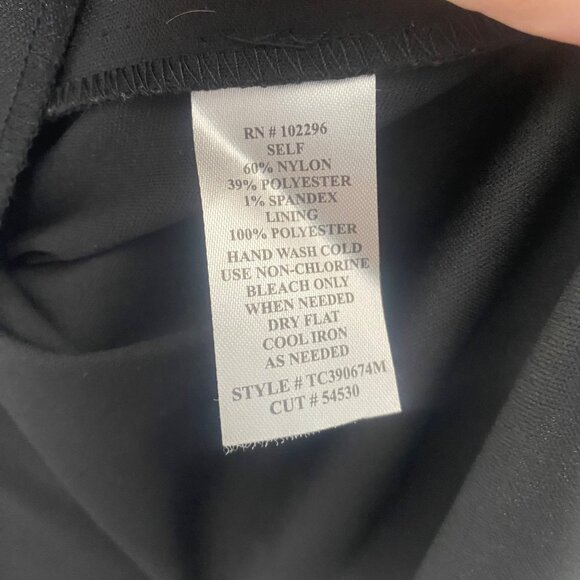 RN # 102296
SELF
60% NYLON
39% POLYESTER
1% SPANDEX
LINING
100% POLYESTER
HAND WASH COLD
USE NON-CHLORINE
BLEACH ONLY
WHEN NEEDED
DRY FLAT
COOL IRON
AS NEEDED
STYLE # TC390674M
CUT # 54530